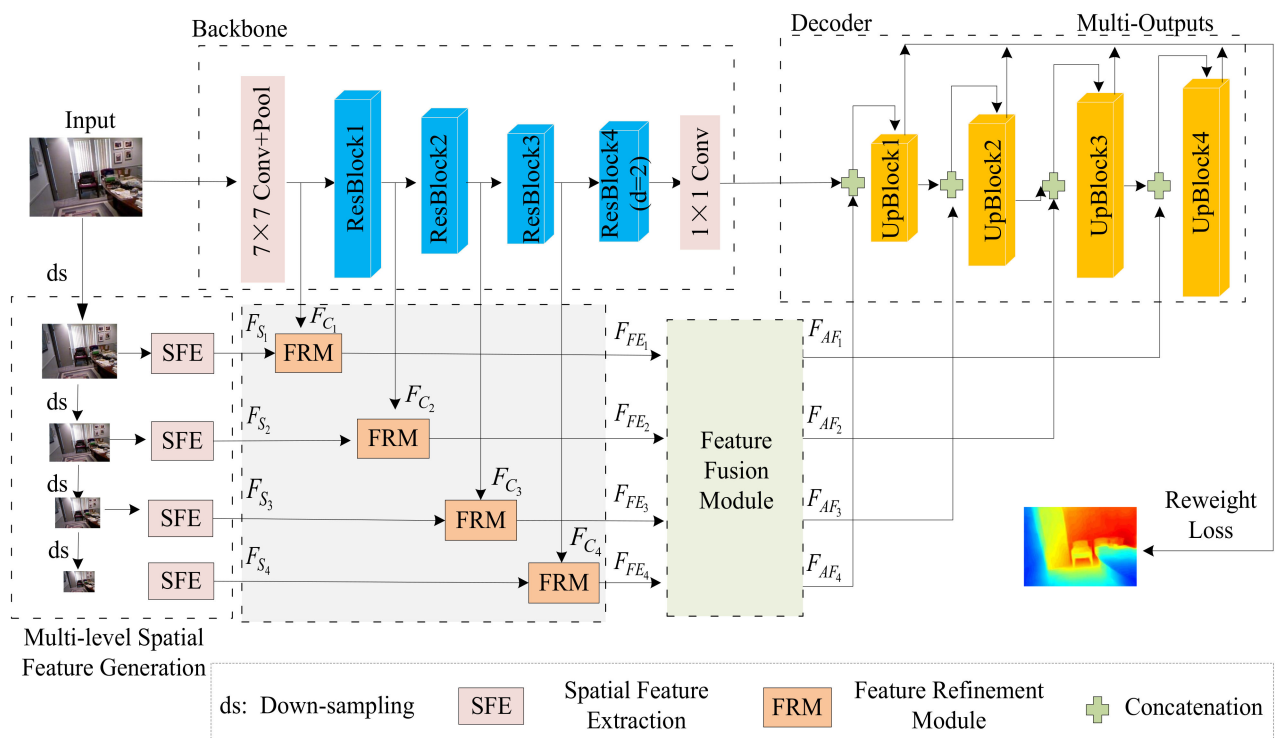 Backbone
Decoder
Multi-Outputs
Input
7×7 Conv+Pool
ResBlock1
ResBlock2
ResBlock3
ResBlock4
(d=2)
1×1 Conv
UpBlock1
UpBlock2
UpBlock3
UpBlock4
ds
SFE
F_{S_1}
F_{C_1}
FRM
F_{FE_1}
F_{AF_1}
ds
SFE
F_{S_2}
F_{C_2}
FRM
F_{FE_2}
F_{AF_2}
Feature
Fusion
Module
ds
SFE
F_{S_3}
F_{C_3}
FRM
F_{FE_3}
F_{AF_3}
ds
SFE
F_{S_4}
F_{C_4}
FRM
F_{FE_4}
F_{AF_4}
Reweight
Loss
Multi-level Spatial
Feature Generation
ds: Down-sampling
SFE
Spatial Feature
Extraction
FRM
Feature Refinement
Module
Concatenation